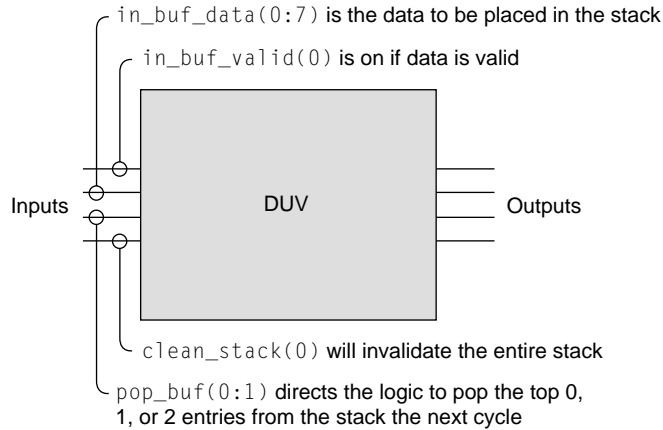 in_buf_data(0:7) is the data to be placed in the stack
in_buf_valid(0) is on if data is valid
Inputs
DUV
Outputs
clean_stack(0) will invalidate the entire stack
pop_buf(0:1) directs the logic to pop the top 0,
1, or 2 entries from the stack the next cycle